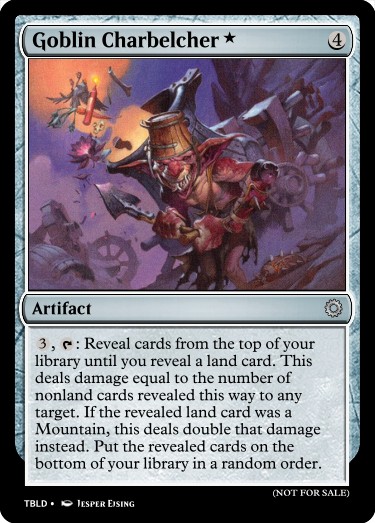 Goblin Charbelcher ★ 4
Artifact
3, T: Reveal cards from the top of your
library until you reveal a land card. This
deals damage equal to the number of
nonland cards revealed this way to any
target. If the revealed land card was a
Mountain, this deals double that damage
instead. Put the revealed cards on the
bottom of your library in a random order.
(NOT FOR SALE)
TBLD • Jesper Eising